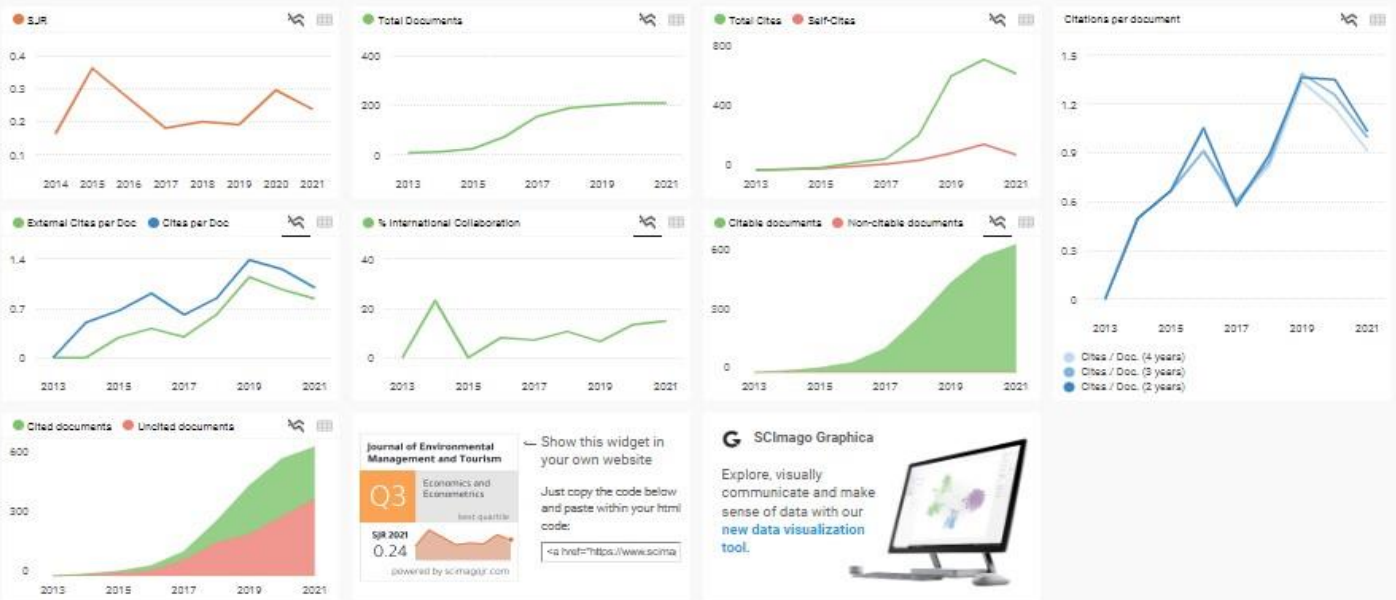 SJR
0.4
0.3
0.2
0.1
2014 2015 2016 2017 2018 2019 2020 2021
Total Documents
400
200
0
2013 2015 2017 2019 2021
Total Cites Self-Cites
800
400
0
2013 2015 2017 2019 2021
Citations per document
1.5
1.2
0.9
0.6
0.3
0
2013 2015 2017 2019 2021
Cites / Doc. (4 years)
Cites / Doc. (3 years)
Cites / Doc. (2 years)
External Cites per Doc Cites per Doc
1.4
0.7
0
2013 2015 2017 2019 2021
% International Collaboration
40
20
0
2013 2015 2017 2019 2021
Citable documents Non-citable documents
600
300
0
2013 2015 2017 2019 2021
Cited documents Uncited documents
600
300
0
2013 2015 2017 2019 2021
Journal of Environmental
Management and Tourism
Q3
Economics and
Econometrics
best quartile
SJR 2021
0.24
powered by scimagojr.com
Show this widget in
your own website
Just copy the code below
and paste within your html
code:
<a href="https://www.scima
SCImago Graphica
Explore, visually
communicate and make
sense of data with our
new data visualization
tool.